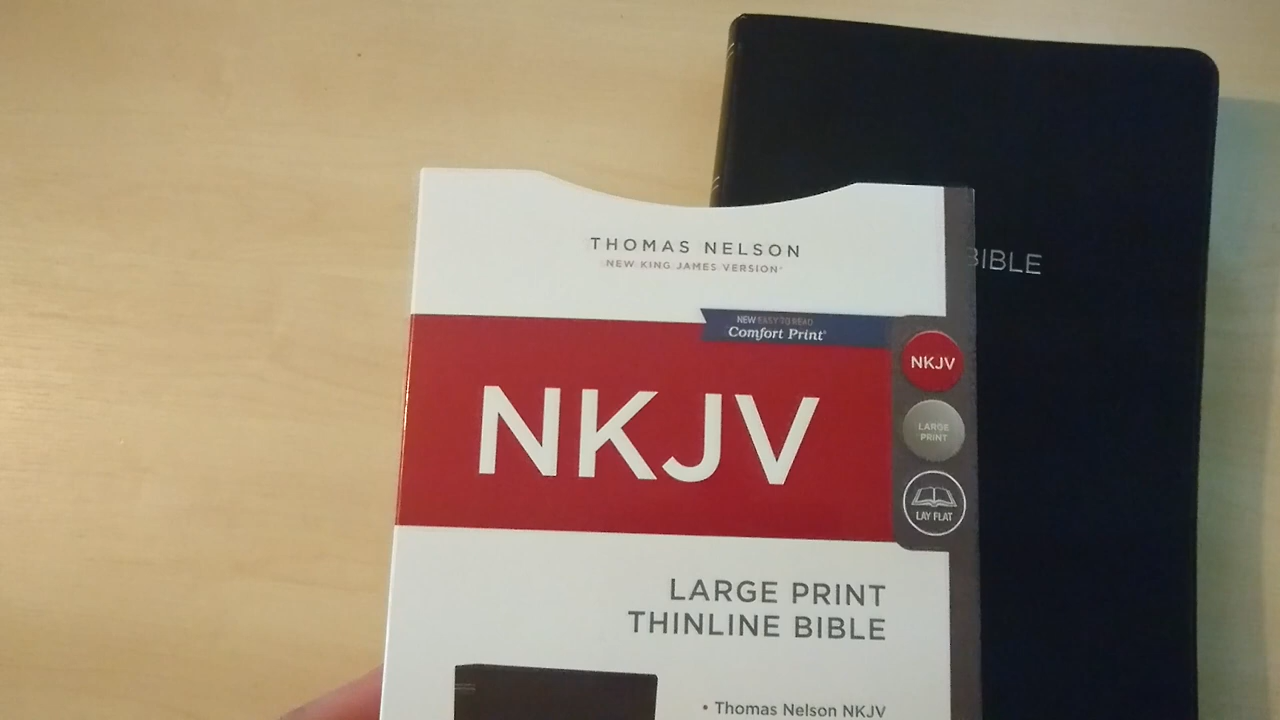 THOMAS NELSON
NEW KING JAMES VERSION®
NEW EASY TO READ
Comfort Print®
NKJV
NKJV
LARGE
PRINT
LAY FLAT
LARGE PRINT
THINLINE BIBLE
• Thomas Nelson NKJV
BIBLE